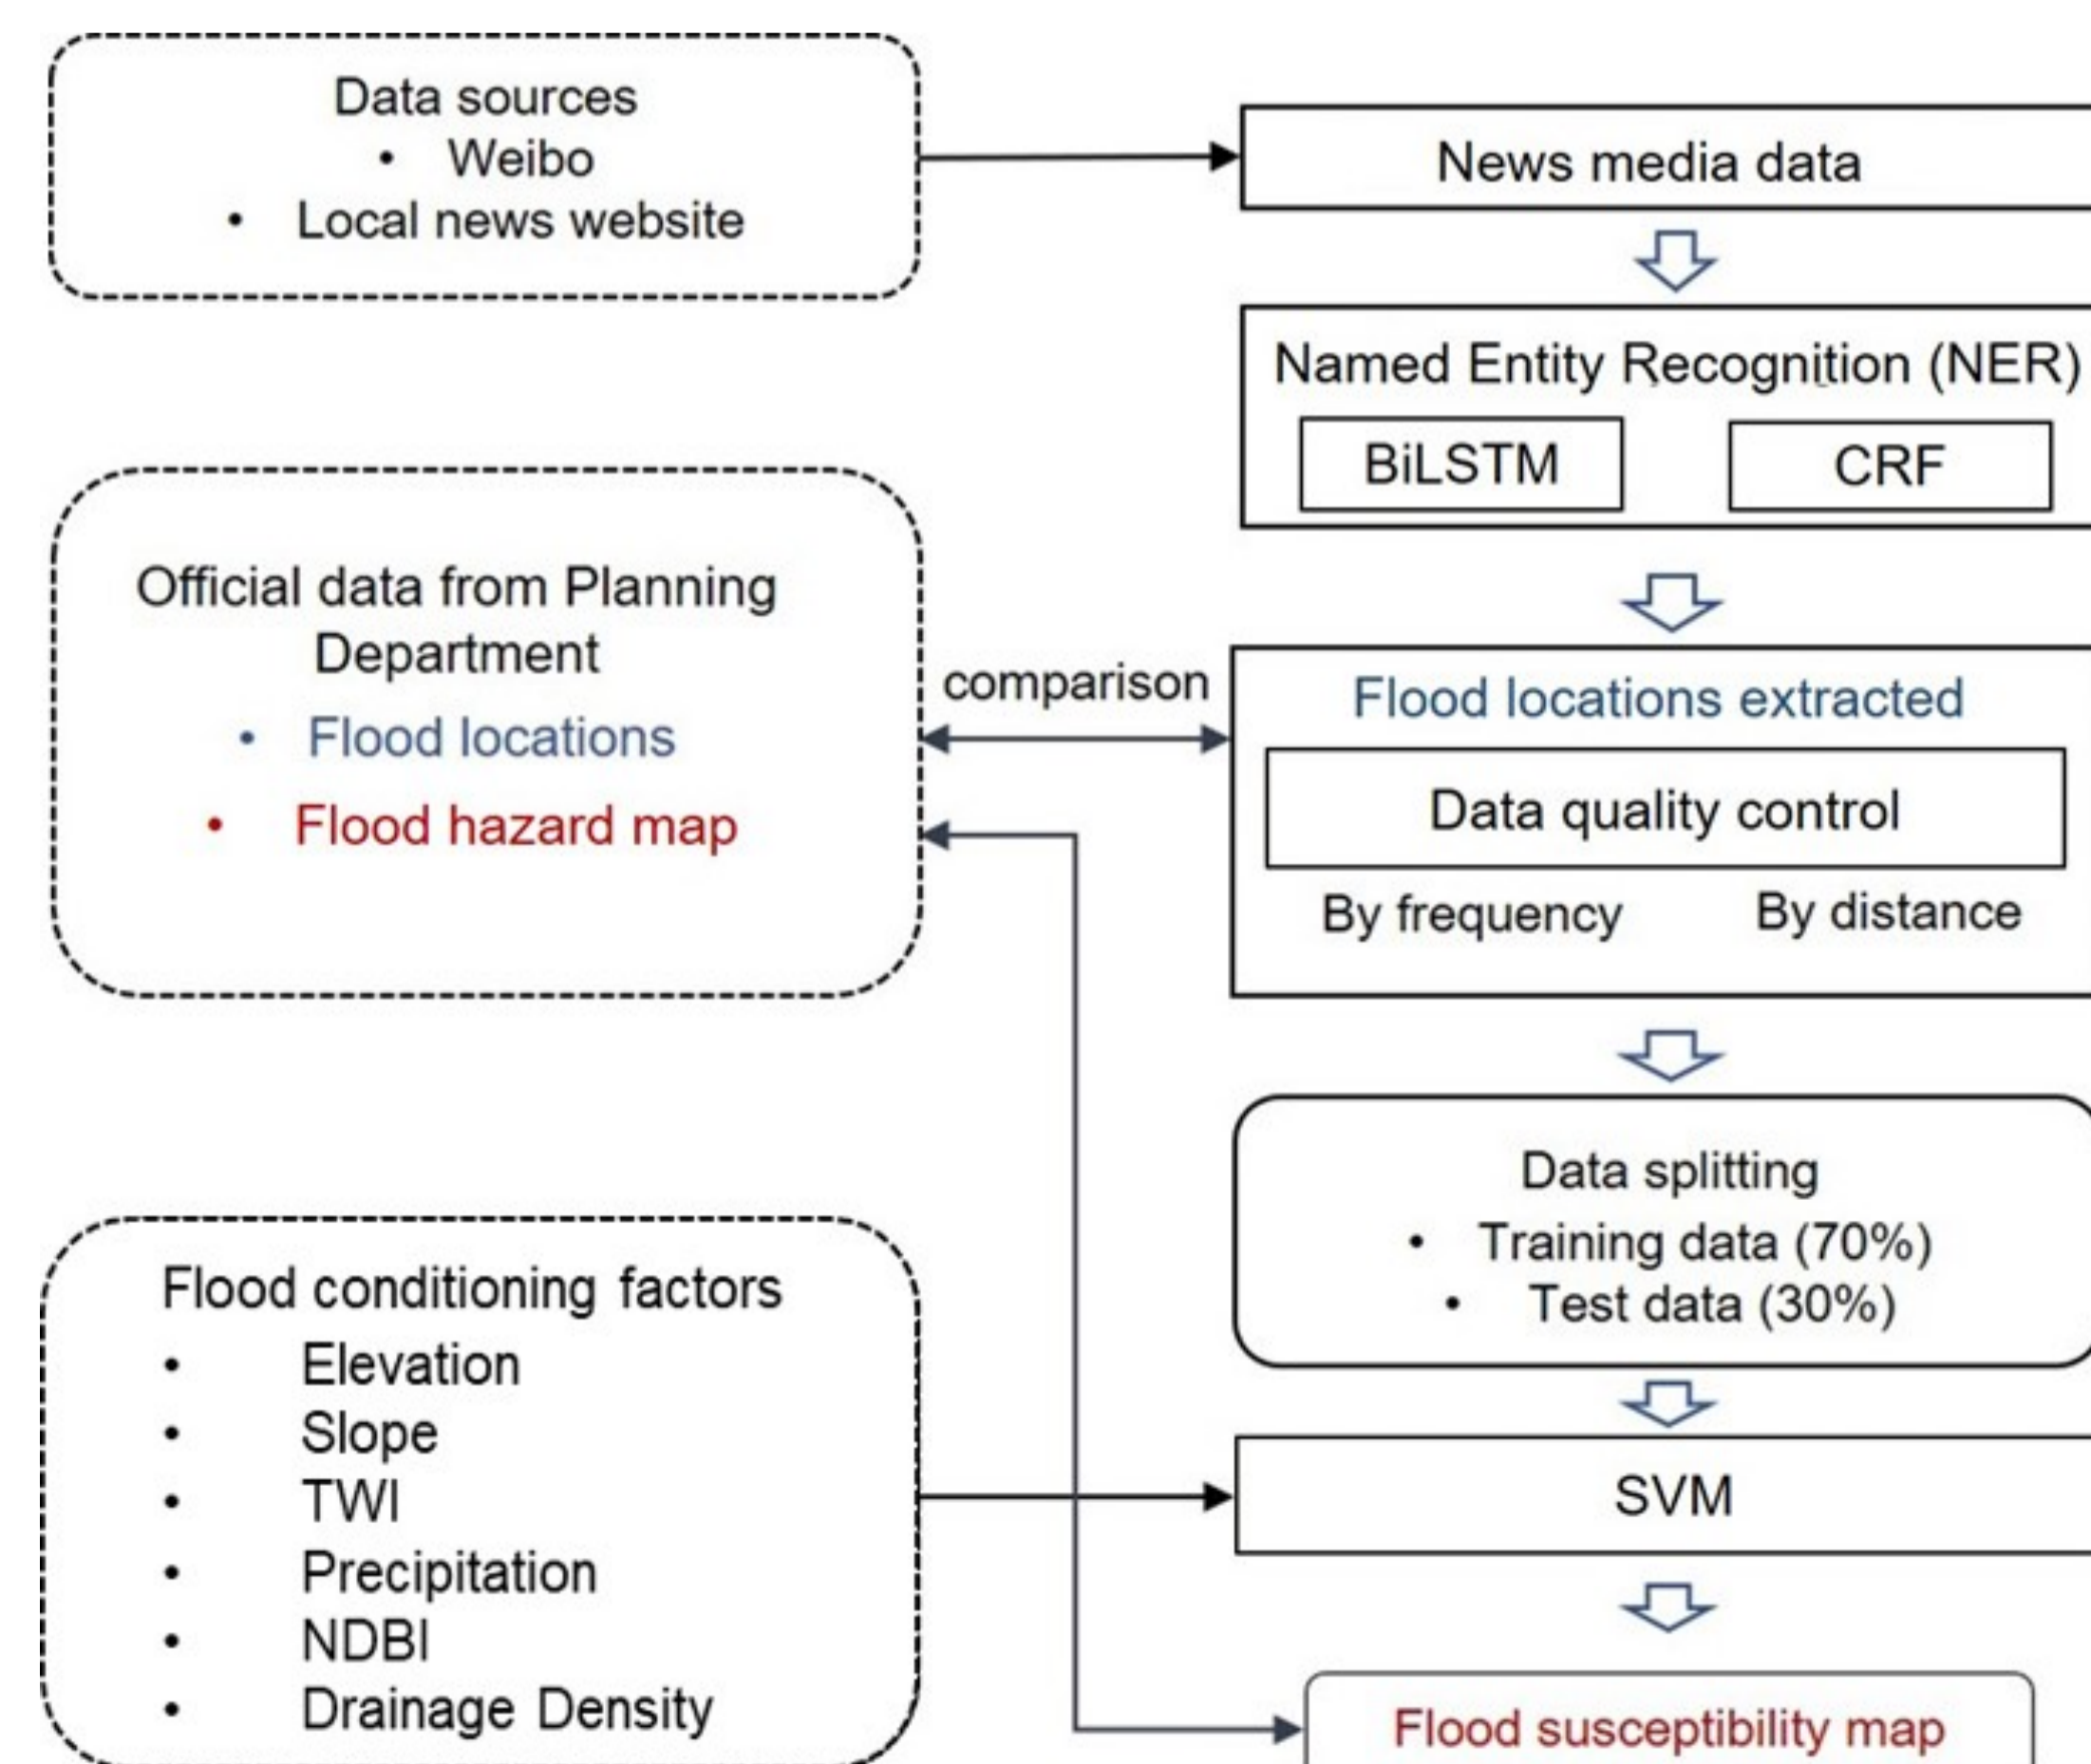 Data sources
• Weibo
• Local news website
News media data
Named Entity Recognition (NER)
BiLSTM
CRF
Official data from Planning
Department
• Flood locations
• Flood hazard map
comparison
Flood locations extracted
Data quality control
By frequency
By distance
Data splitting
• Training data (70%)
• Test data (30%)
Flood conditioning factors
• Elevation
• Slope
• TWI
• Precipitation
• NDBI
• Drainage Density
SVM
Flood susceptibility map